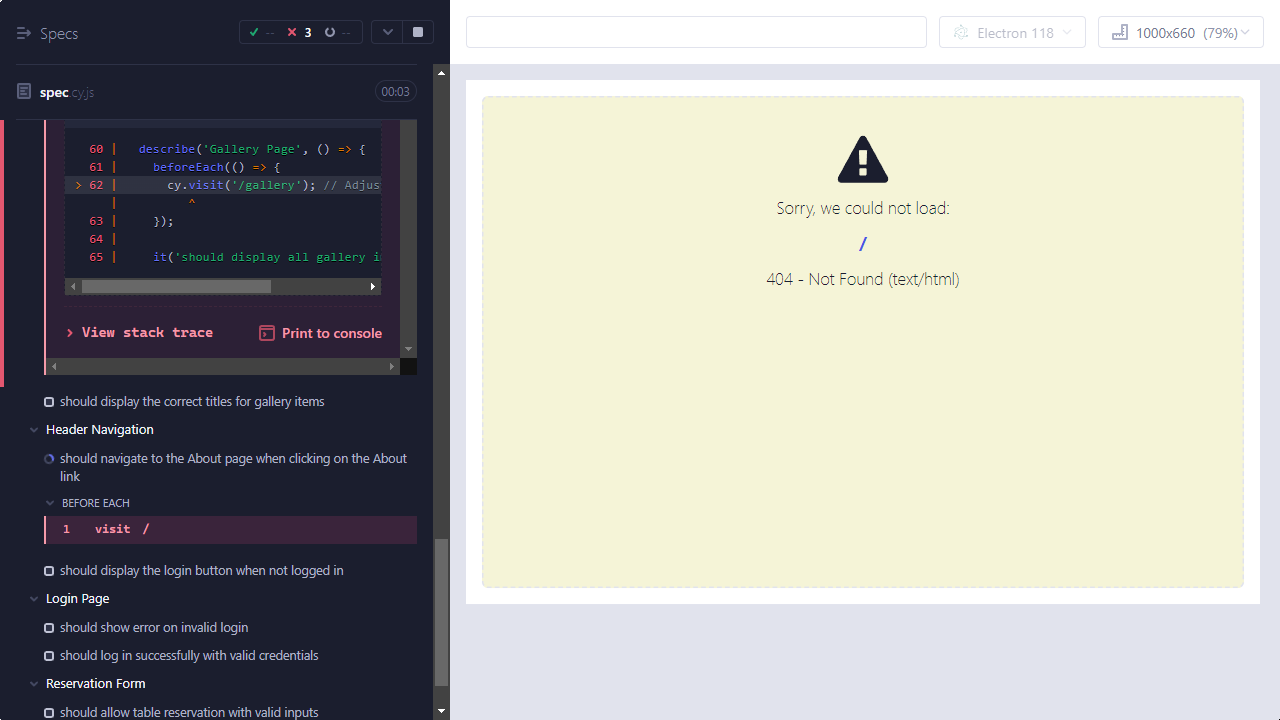 Specs
-- 3 --
spec.cy.js
00:03
60 | describe('Gallery Page', () => {
61 | beforeEach(() => {
> 62 | cy.visit('/gallery'); // Adjus
| ^
63 | });
64 |
65 | it('should display all gallery i
View stack trace
Print to console
should display the correct titles for gallery items
Header Navigation
should navigate to the About page when clicking on the About
link
BEFORE EACH
1 visit /
should display the login button when not logged in
Login Page
should show error on invalid login
should log in successfully with valid credentials
Reservation Form
should allow table reservation with valid inputs
Electron 118
1000x660 (79%)
Sorry, we could not load:
/
404 - Not Found (text/html)